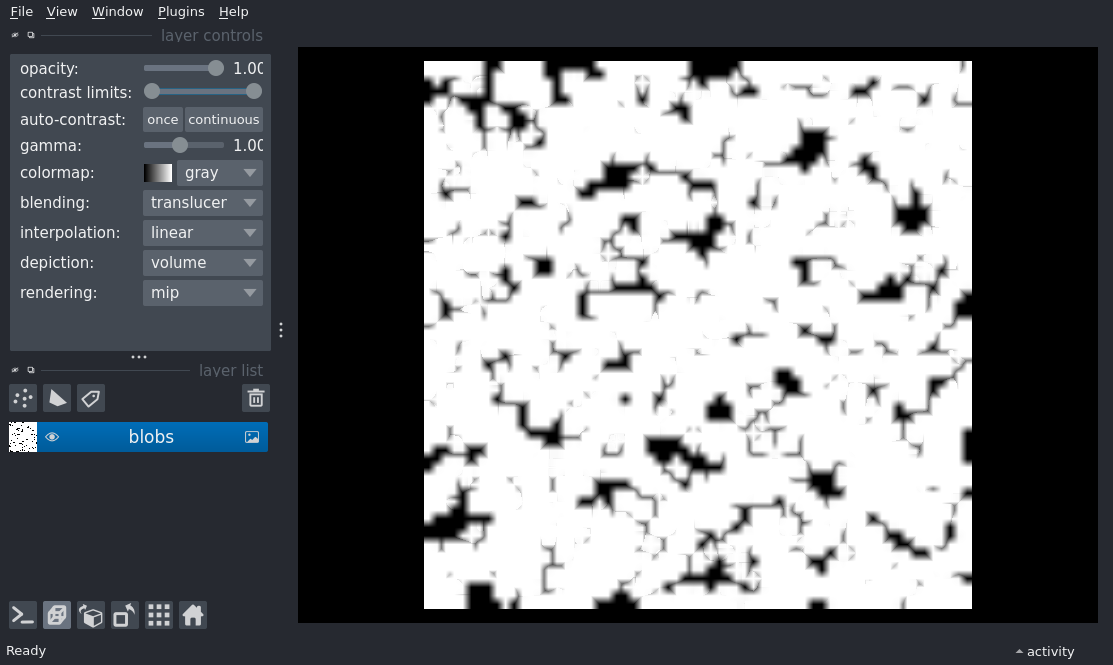 File View Window Plugins Help
layer controls
opacity: 1.00
contrast limits:
auto-contrast: once continuous
gamma: 1.00
colormap: gray
blending: translucer
interpolation: linear
depiction: volume
rendering: mip
layer list
blobs
Ready
activity